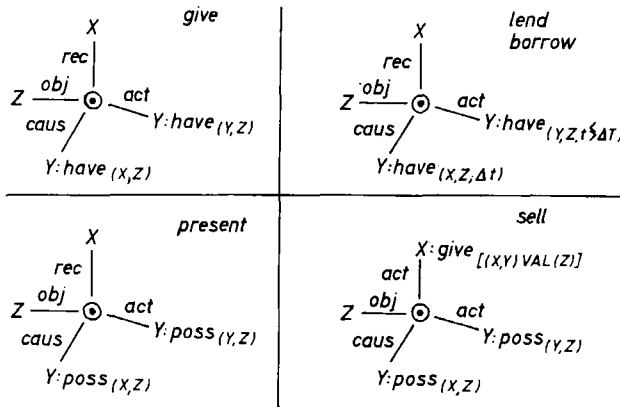 give
X
rec
obj
Z
act
caus
Y:have (Y,Z)
Y:have (X,Z)
lend
borrow
X
rec
obj
Z
act
caus
Y:have
Y:have (X,Z,Δt)
present
X
rec
obj
Z
act
caus
Y:poss (Y,Z)
Y:poss (X,Z)
sell
X:give [(X,Y) VAL(Z)]
act
obj
Z
act
caus
Y:poss (Y,Z)
Y:poss (X,Z)